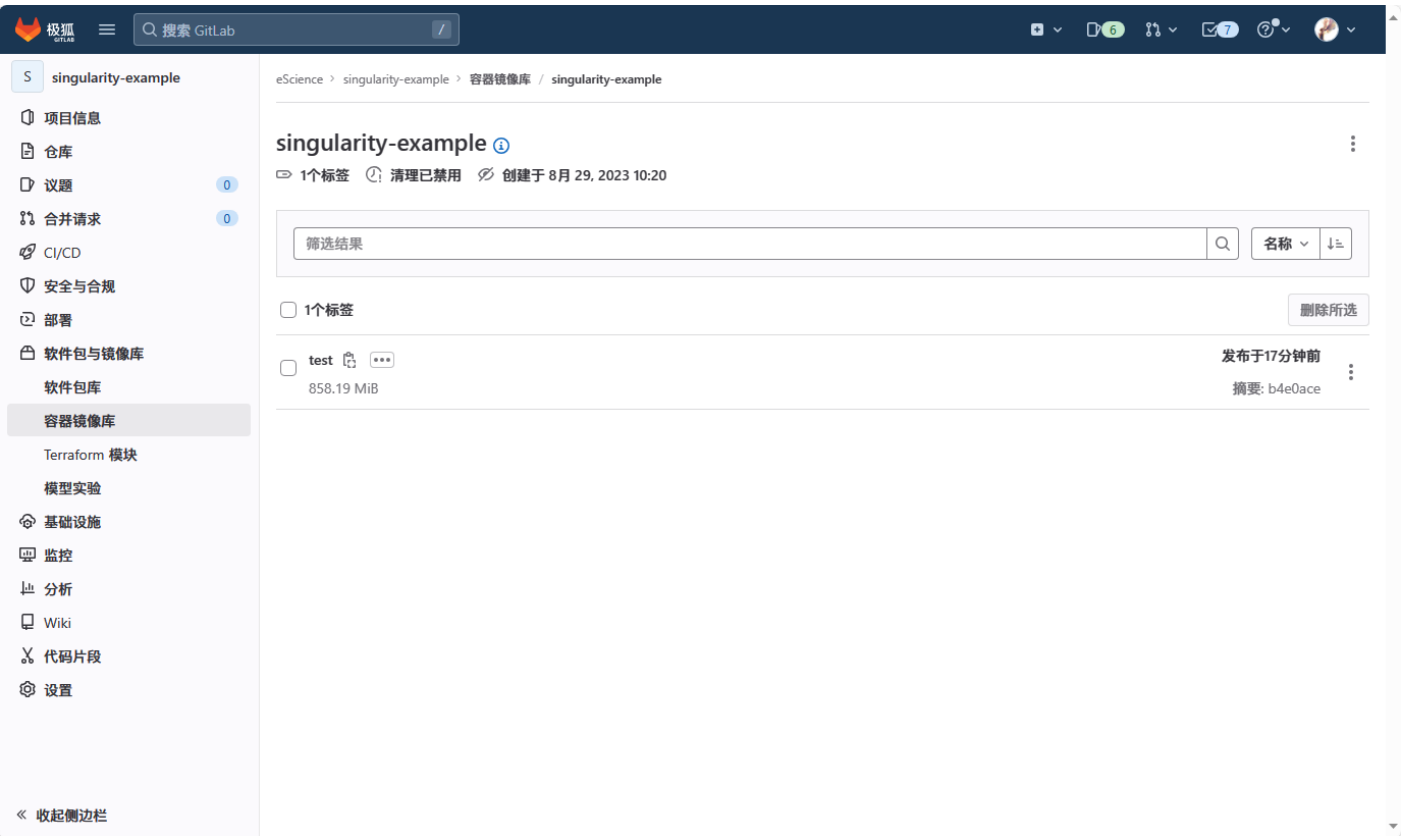 极狐
GITLAB
搜索 GitLab
/
6
7
S singularity-example
项目信息
仓库
议题 0
合并请求 0
CI/CD
安全与合规
部署
软件包与镜像库
软件包库
容器镜像库
Terraform 模块
模型实验
基础设施
监控
分析
Wiki
代码片段
设置
收起侧边栏
eScience > singularity-example > 容器镜像库 / singularity-example
singularity-example
1个标签 清理已禁用 创建于 8月 29, 2023 10:20
筛选结果
名称
1个标签
删除所选
test
发布于17分钟前
858.19 MiB
摘要: b4e0ace